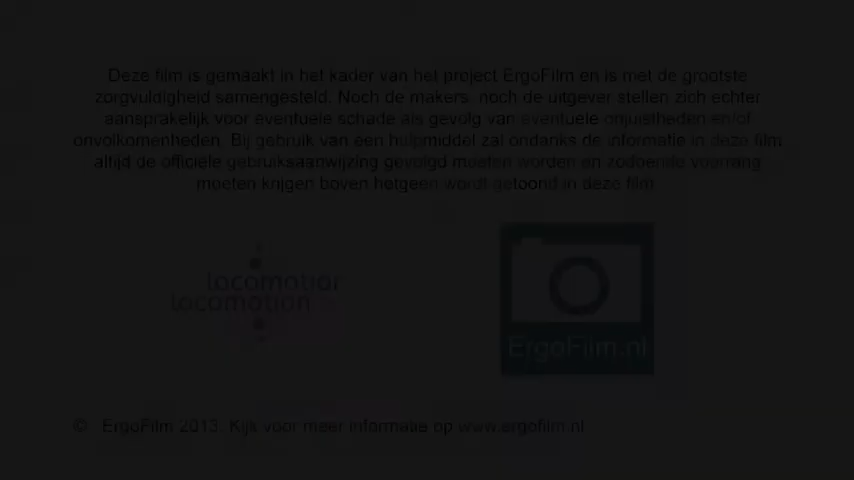 Deze film is gemaakt in het kader van het project ErgoFilm en is met de grootste
zorgvuldigheid samengesteld. Noch de makers, noch de uitgever stellen zich echter
aansprakelijk voor eventuele schade als gevolg van eventuele onjuistheden en/of
onvolkomenheden. Bij gebruik van een hulpmiddel zal ondanks de informatie in deze film
altijd de officiële gebruiksaanwijzing gevolgd moeten worden en zodoende voorrang
moeten krijgen boven hetgeen wordt getoond in deze film.
locomotion
locomotion
ErgoFilm.nl
© ErgoFilm 2013. Kijk voor meer informatie op www.ergofilm.nl